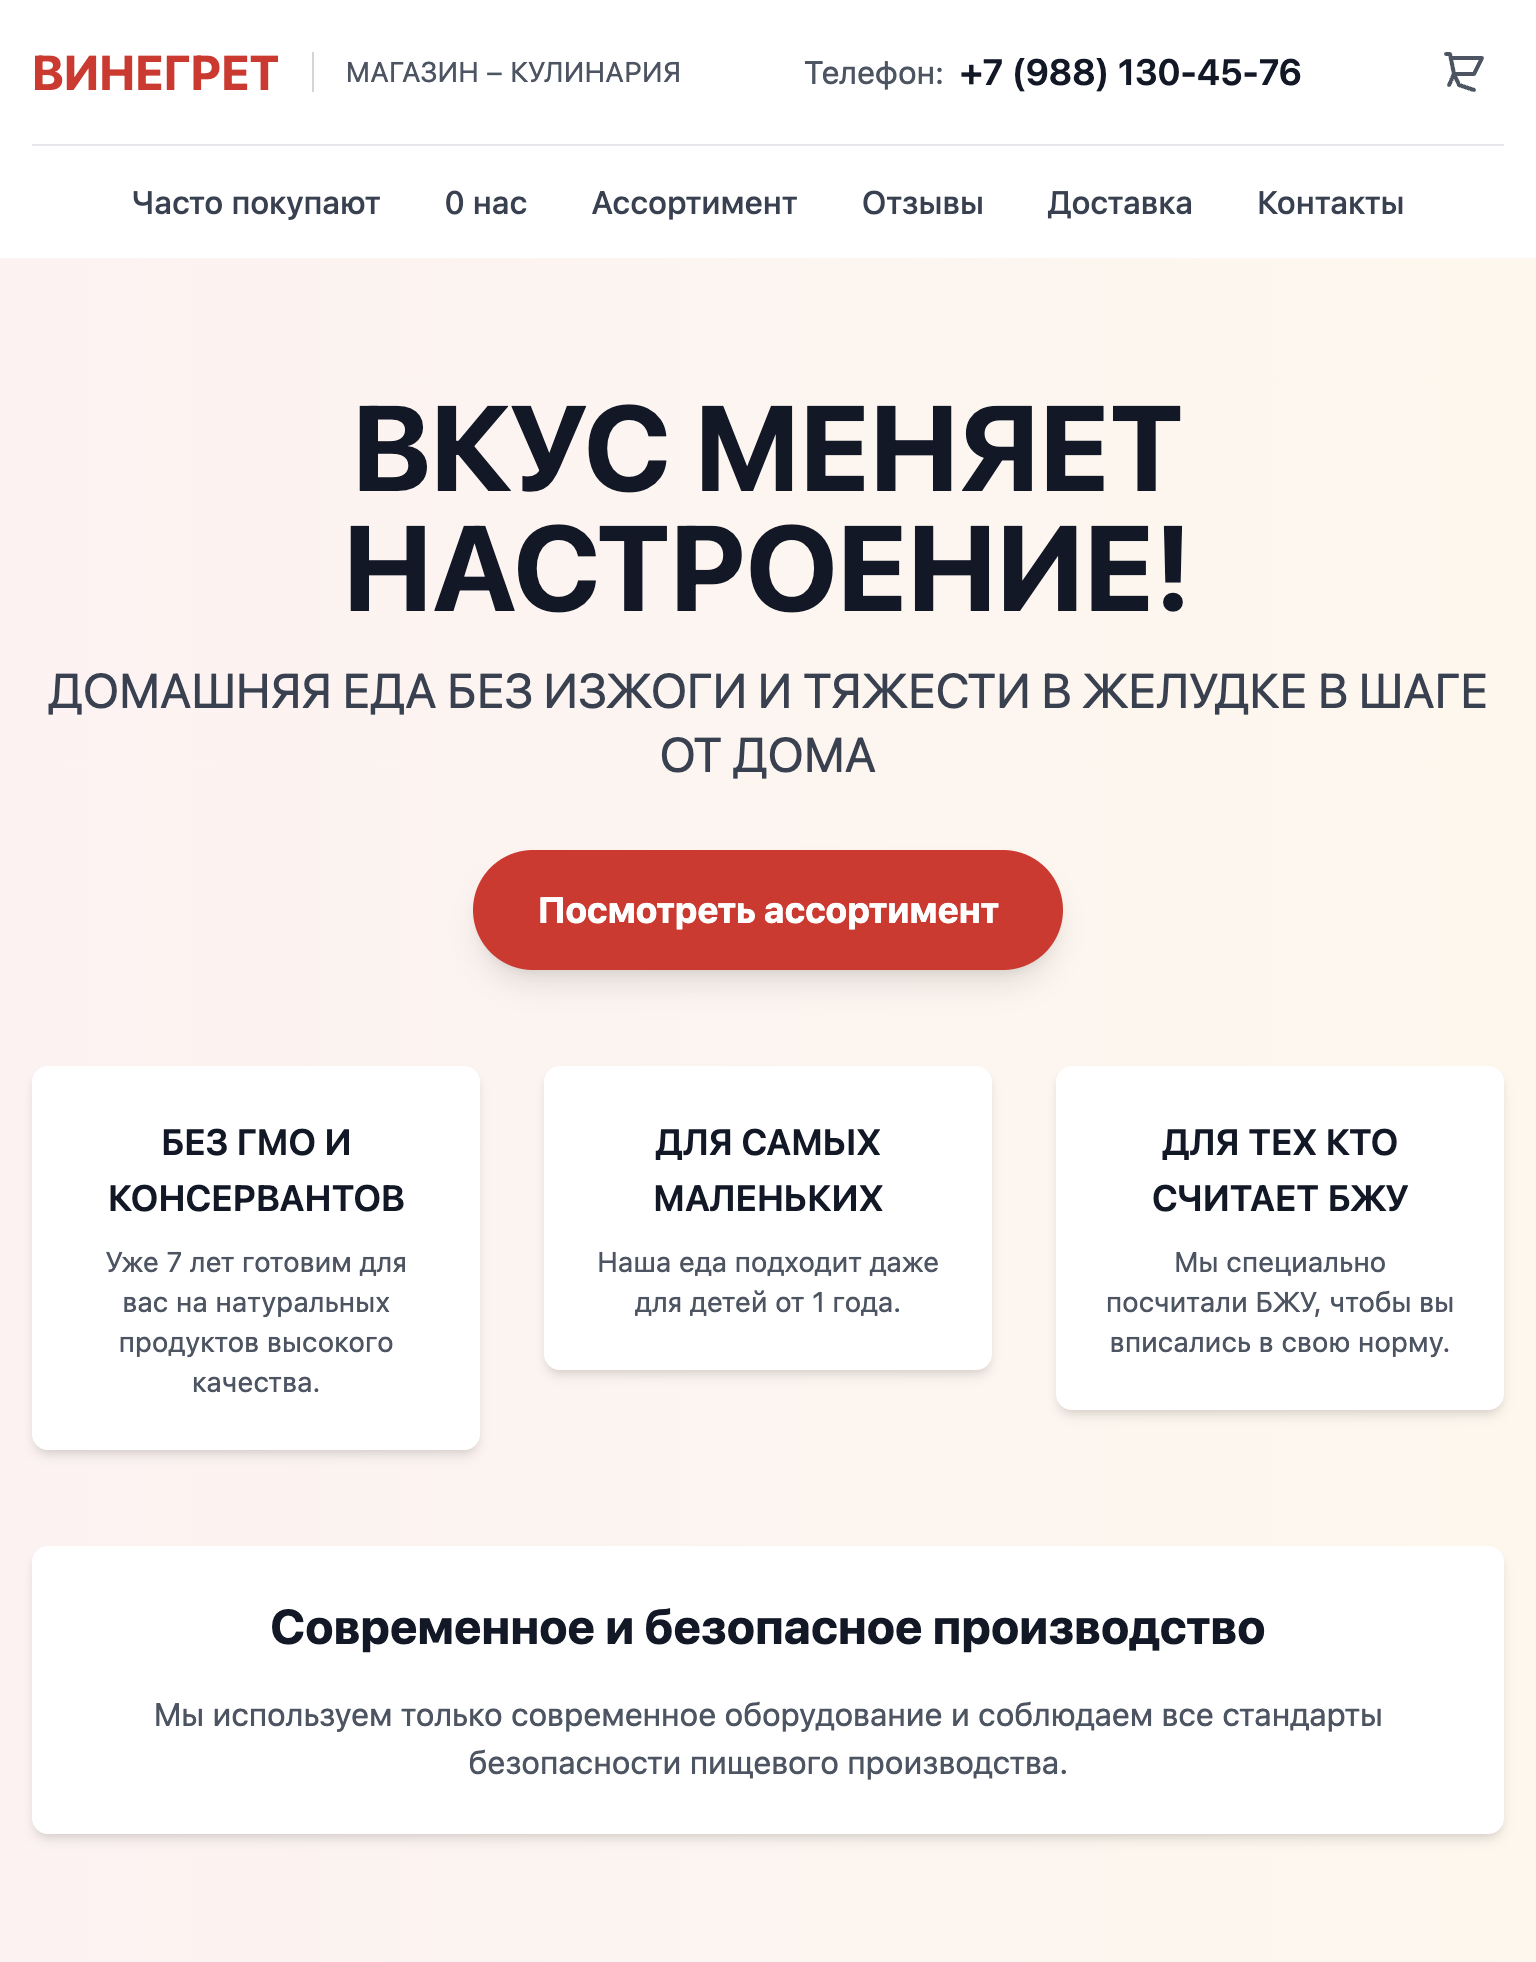 ВИНЕГРЕТ
МАГАЗИН – КУЛИНАРИЯ
Телефон: +7 (988) 130-45-76
Часто покупают 0 нас Ассортимент Отзывы Доставка Контакты
ВКУС МЕНЯЕТ
НАСТРОЕНИЕ!
ДОМАШНЯЯ ЕДА БЕЗ ИЗЖОГИ И ТЯЖЕСТИ В ЖЕЛУДКЕ В ШАГЕ
ОТ ДОМА
Посмотреть ассортимент
БЕЗ ГМО И
КОНСЕРВАНТОВ
Уже 7 лет готовим для
вас на натуральных
продуктов высокого
качества.
ДЛЯ САМЫХ
МАЛЕНЬКИХ
Наша еда подходит даже
для детей от 1 года.
ДЛЯ ТЕХ КТО
СЧИТАЕТ БЖУ
Мы специально
посчитали БЖУ, чтобы вы
вписались в свою норму.
Современное и безопасное производство
Мы используем только современное оборудование и соблюдаем все стандарты
безопасности пищевого производства.